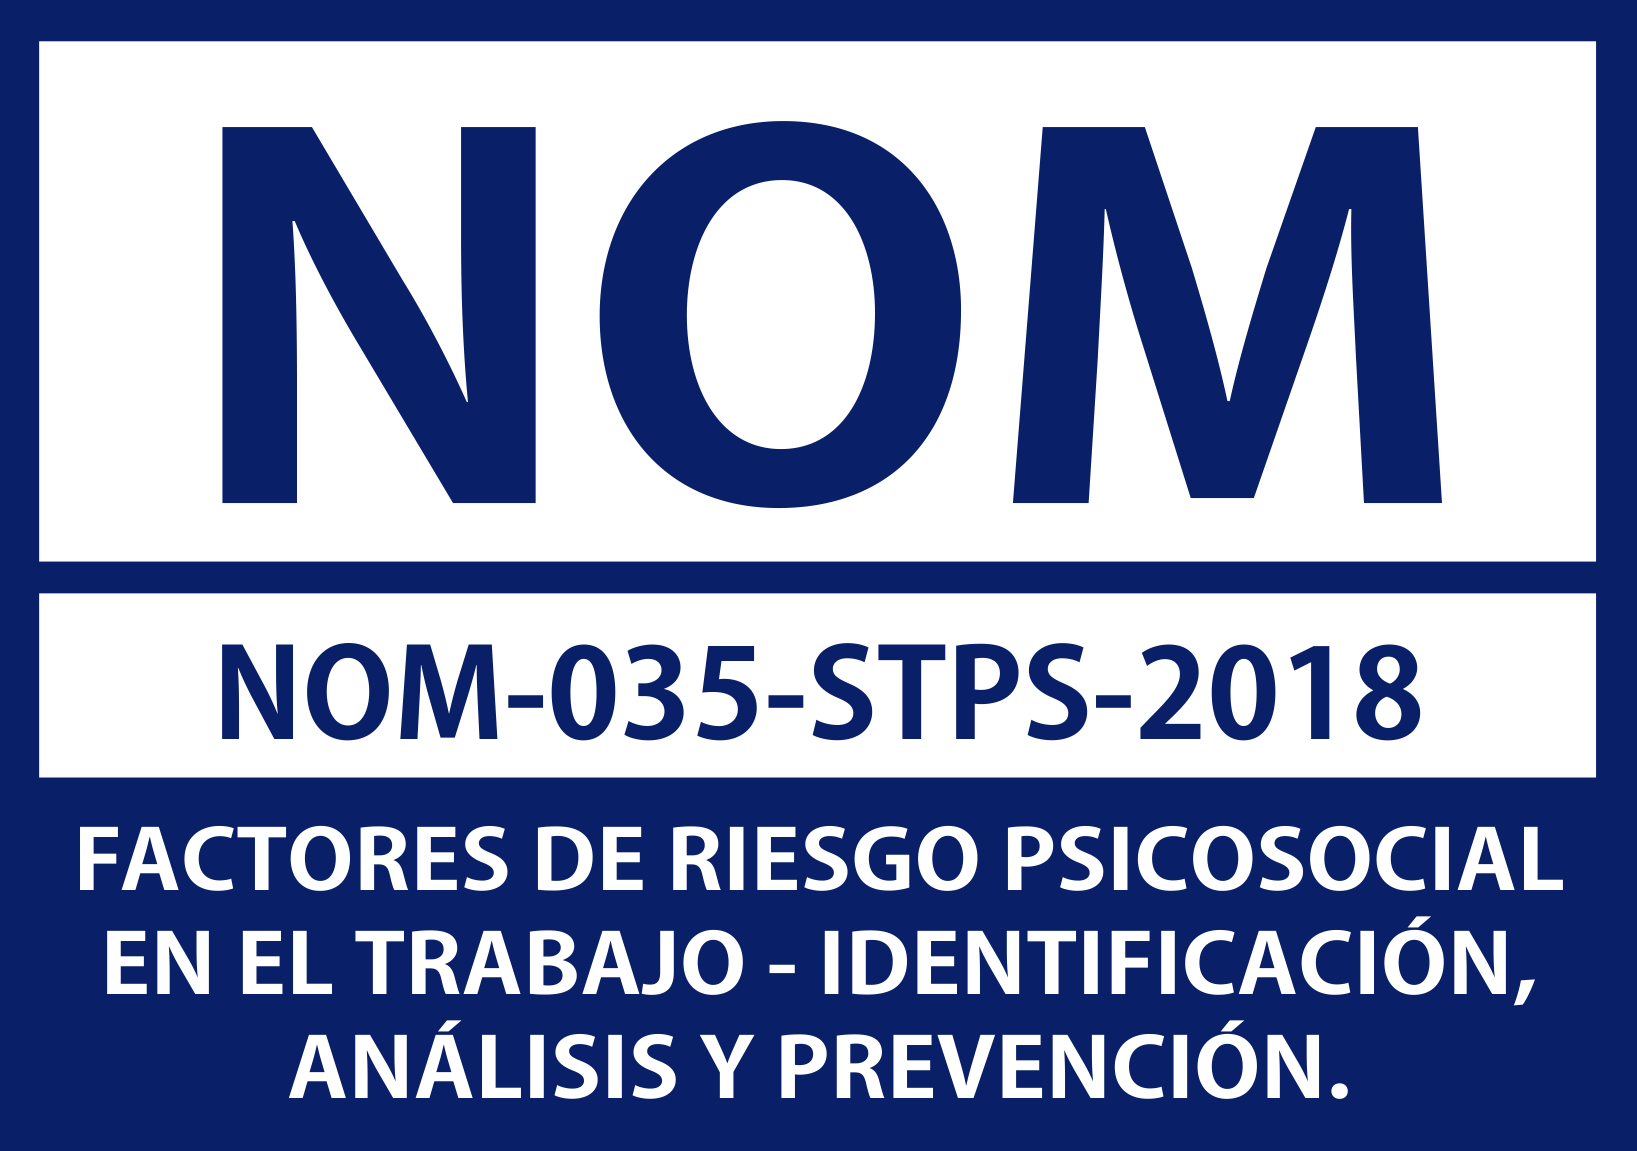 NOM
NOM-035-STPS-2018
FACTORES DE RIESGO PSICOSOCIAL
EN EL TRABAJO - IDENTIFICACIÓN,
ANÁLISIS Y PREVENCIÓN.